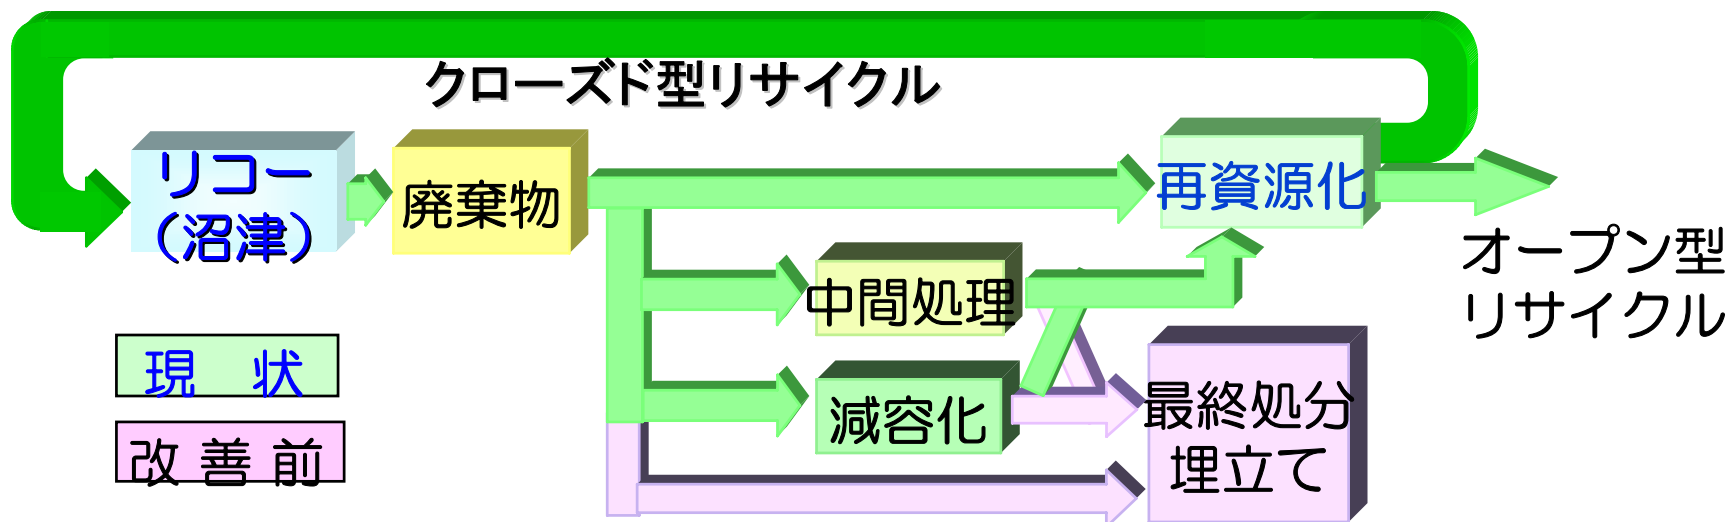 クローズド型リサイクル
リコー
（沼津）
廃棄物
再資源化
オープン型
リサイクル
中間処理
減容化
最終処分
埋立て
現　状
改 善 前